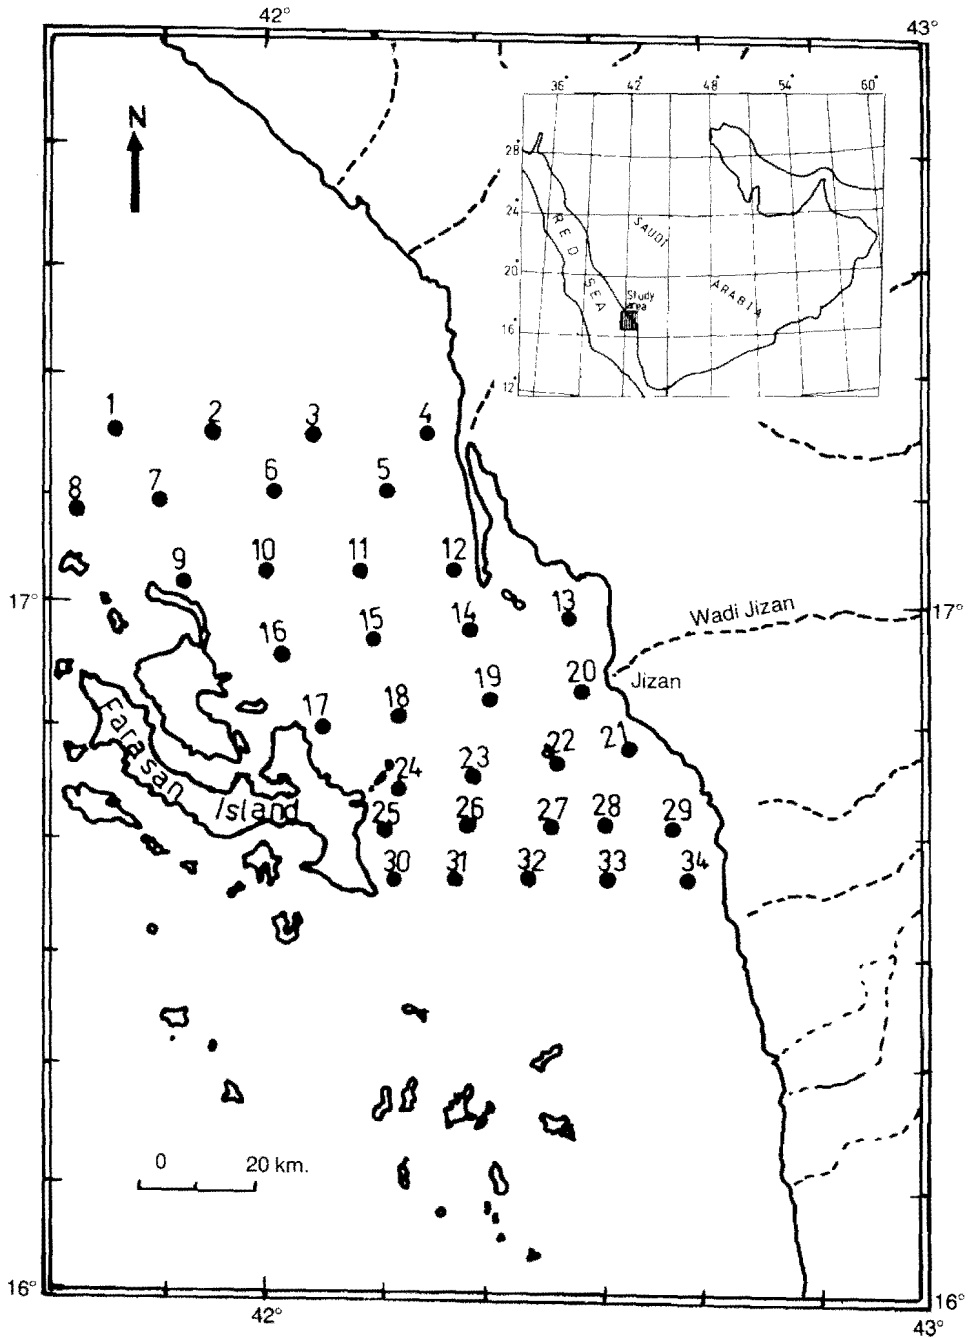 42° 43°
N
36° 42° 48° 54° 60°
28°
24°
20°
16°
12°
RED SEA
SAUDI
ARABIA
Study
area
1 2 3 4
8 7 6 5
9 10 11 12
17° 17°
16 15 14 13
Wadi Jizan
17 18 19 20
Jizan
24 23 22 21
Farasan
Island
25 26 27 28 29
30 31 32 33 34
0 20 km.
16° 16°
42° 43°